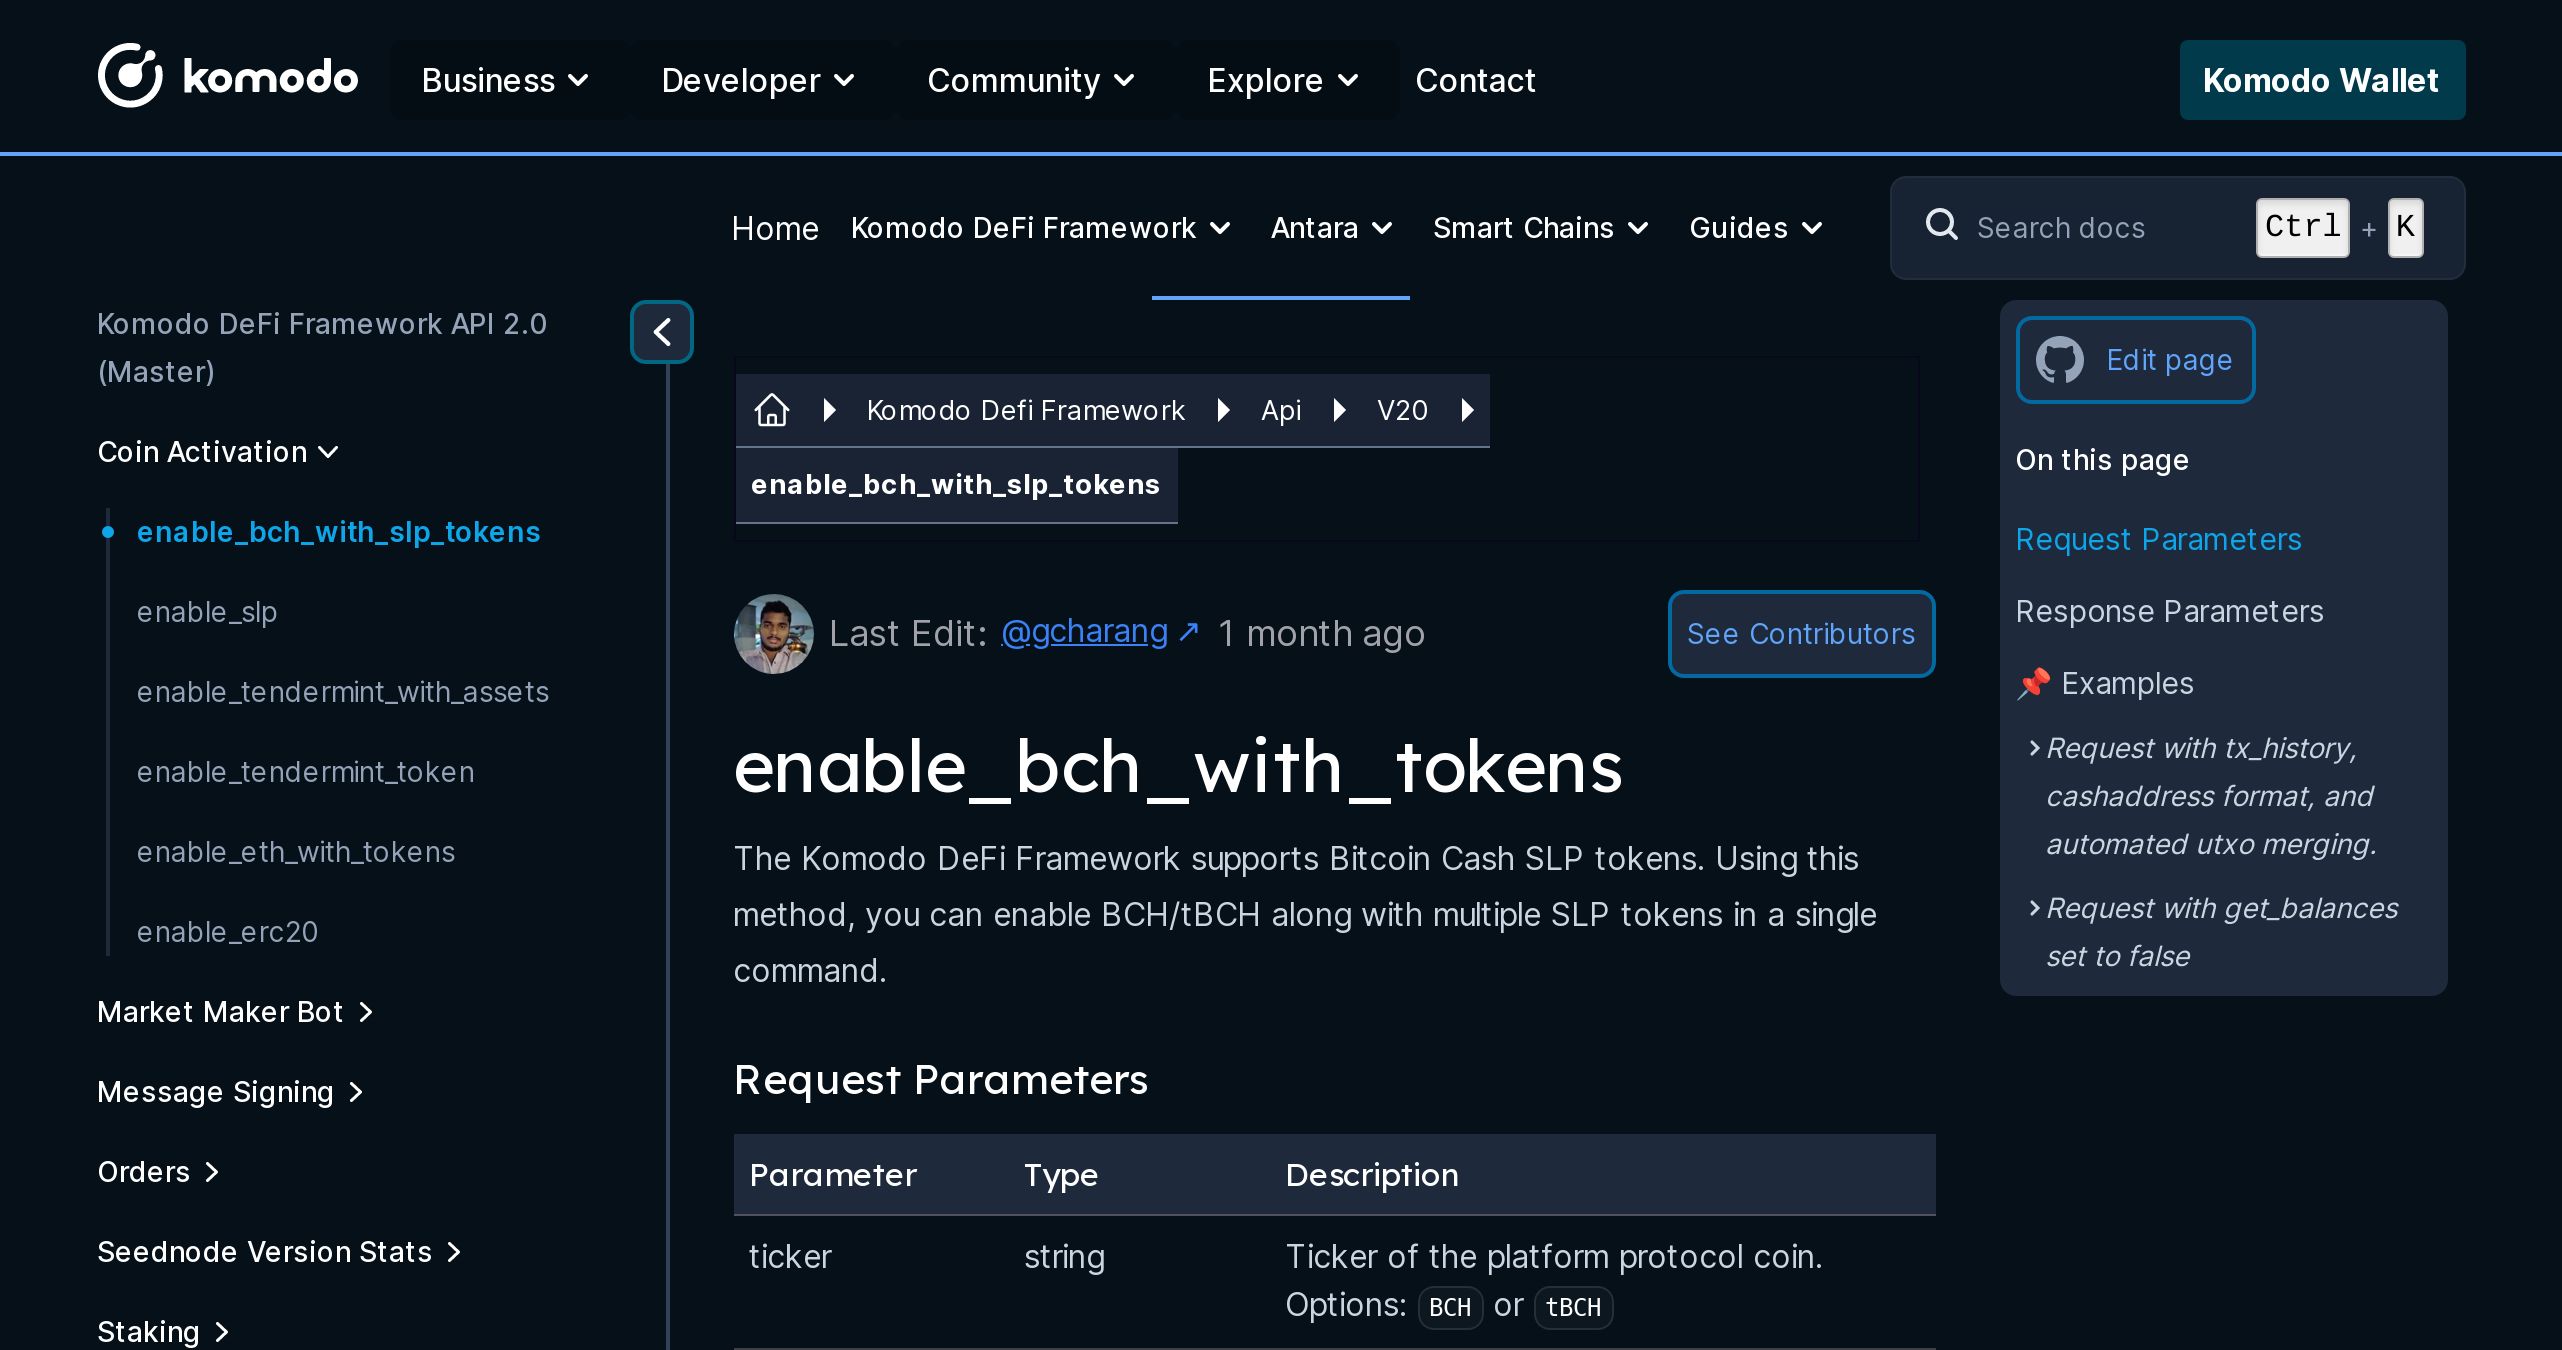 komodo
Business
Developer
Community
Explore
Contact
Komodo Wallet
Home
Komodo DeFi Framework
Antara
Smart Chains
Guides
Search docs
Ctrl + K
Komodo DeFi Framework API 2.0
(Master)
Coin Activation
enable_bch_with_slp_tokens
enable_slp
enable_tendermint_with_assets
enable_tendermint_token
enable_eth_with_tokens
enable_erc20
Market Maker Bot
Message Signing
Orders
Seednode Version Stats
Staking
Komodo Defi Framework
Api
V20
enable_bch_with_slp_tokens
Last Edit: @gcharang ↗ 1 month ago
See Contributors
enable_bch_with_tokens
The Komodo DeFi Framework supports Bitcoin Cash SLP tokens. Using this
method, you can enable BCH/tBCH along with multiple SLP tokens in a single
command.
Request Parameters
Parameter Type Description
ticker string Ticker of the platform protocol coin.
Options: BCH or tBCH
Edit page
On this page
Request Parameters
Response Parameters
📌 Examples
Request with tx_history,
cashaddress format, and
automated utxo merging.
Request with get_balances
set to false